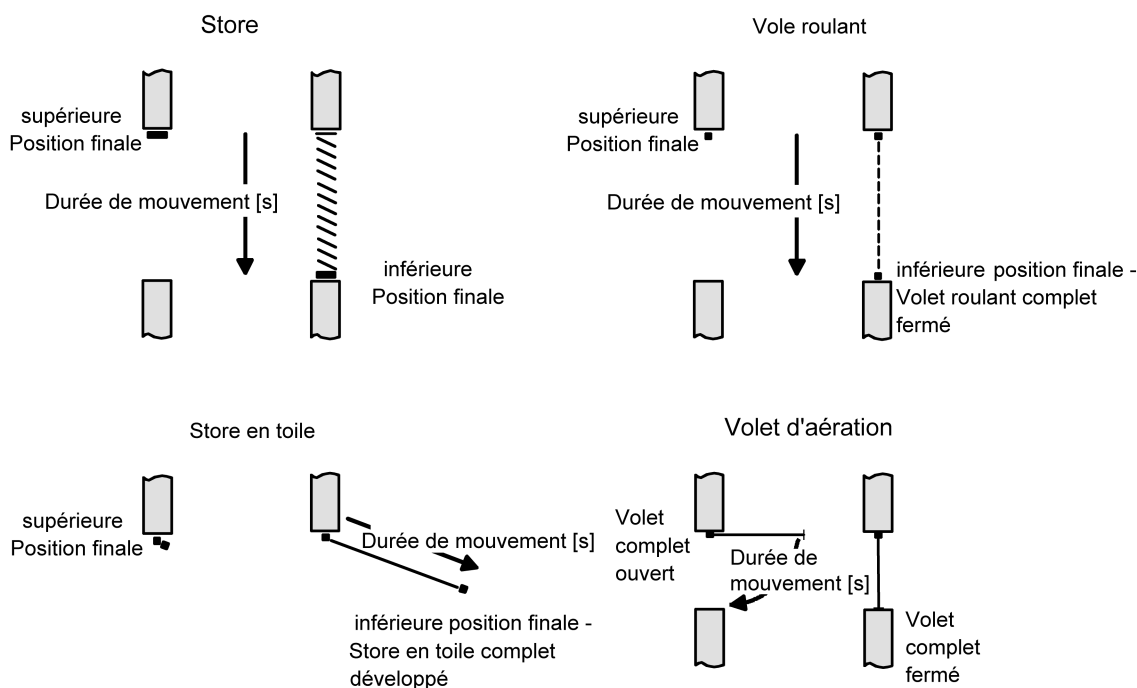 Store
supérieure
Position finale
Durée de mouvement [s]
inférieure
Position finale
Vole roulant
supérieure
Position finale
Durée de mouvement [s]
inférieure position finale -
Volet roulant complet
fermé
Store en toile
supérieure
Position finale
Durée de mouvement [s]
inférieure position finale -
Store en toile complet
développé
Volet d'aération
Volet
complet
ouvert
Durée de
mouvement [s]
Volet
complet
fermé